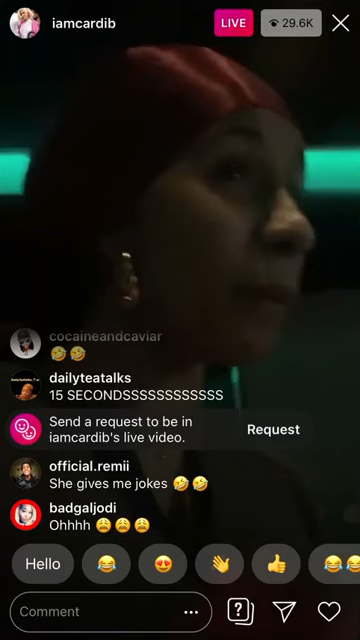 iamcardib
LIVE
29.6K
cocaineandcaviar
🤣🤣
dailyteatalks
15 SECONDSSSSSSSSSSSS
Send a request to be in
iamcardib's live video.
Request
official.remii
She gives me jokes 🤣🤣
badgaljodi
Ohhhh 😩😩😩
Hello
Comment